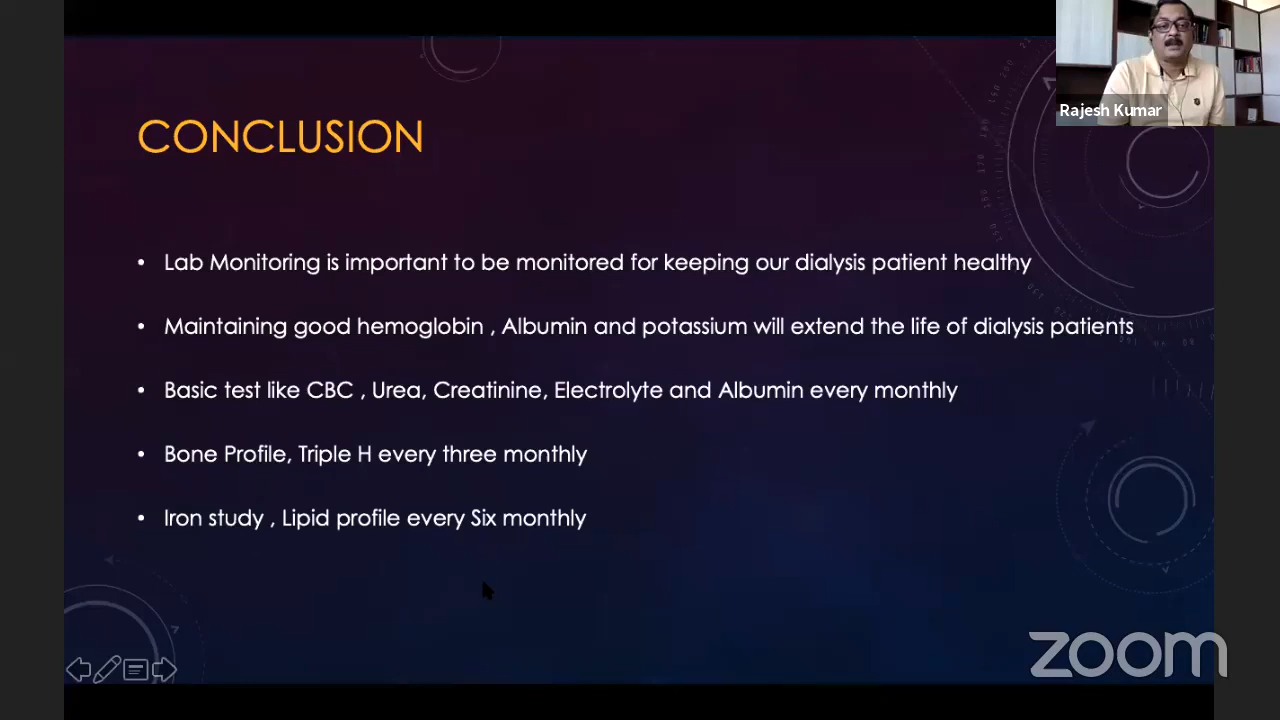 Rajesh Kumar
CONCLUSION
• Lab Monitoring is important to be monitored for keeping our dialysis patient healthy
• Maintaining good hemoglobin , Albumin and potassium will extend the life of dialysis patients
• Basic test like CBC , Urea, Creatinine, Electrolyte and Albumin every monthly
• Bone Profile, Triple H every three monthly
• Iron study , Lipid profile every Six monthly
zoom